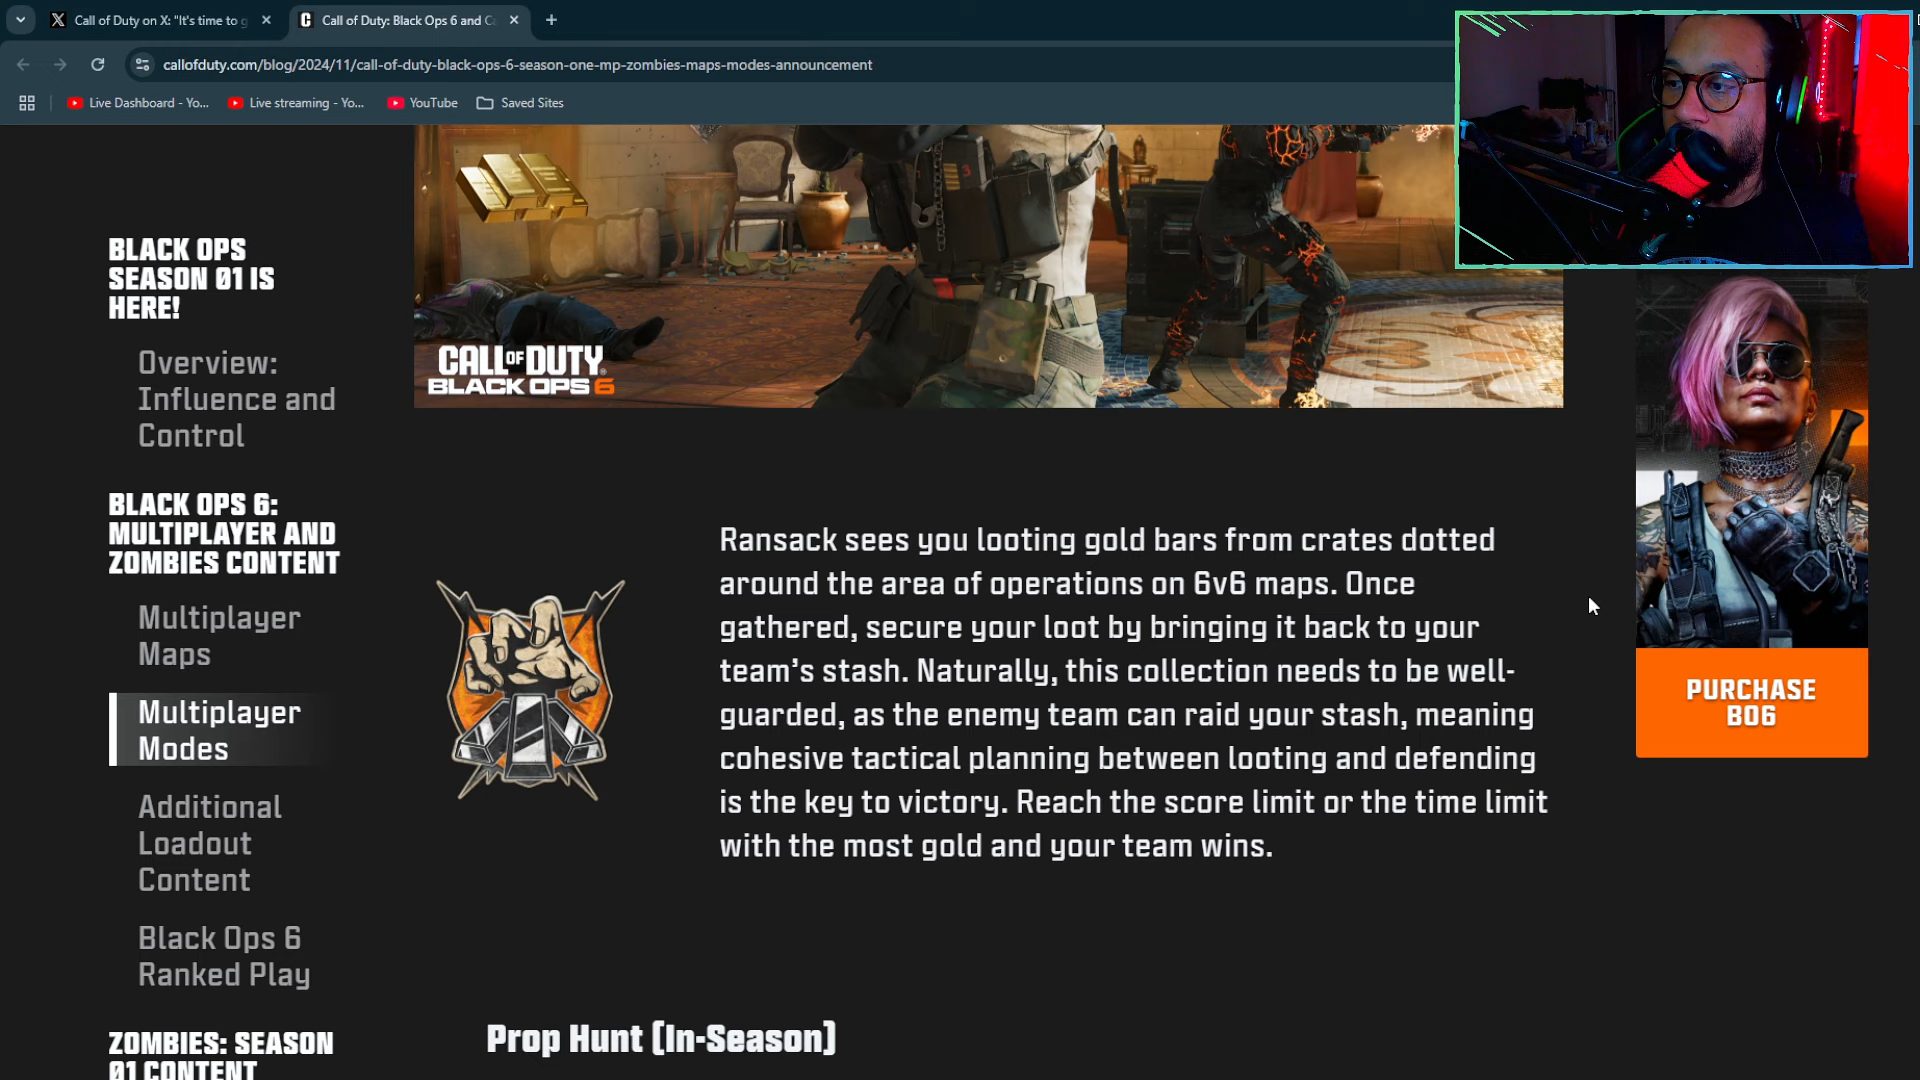 Call of Duty on X: "It's time to g
Call of Duty: Black Ops 6 and C
callofduty.com/blog/2024/11/call-of-duty-black-ops-6-season-one-mp-zombies-maps-modes-announcement
Live Dashboard - Yo...
Live streaming - Yo...
YouTube
Saved Sites
BLACK OPS
SEASON 01 IS
HERE!
Overview:
Influence and
Control
BLACK OPS 6:
MULTIPLAYER AND
ZOMBIES CONTENT
Multiplayer
Maps
Multiplayer
Modes
Additional
Loadout
Content
Black Ops 6
Ranked Play
ZOMBIES: SEASON
01 CONTENT
CALL OF DUTY
BLACK OPS 6
Ransack sees you looting gold bars from crates dotted
around the area of operations on 6v6 maps. Once
gathered, secure your loot by bringing it back to your
team’s stash. Naturally, this collection needs to be well-
guarded, as the enemy team can raid your stash, meaning
cohesive tactical planning between looting and defending
is the key to victory. Reach the score limit or the time limit
with the most gold and your team wins.
Prop Hunt (In-Season)
PURCHASE
BO6